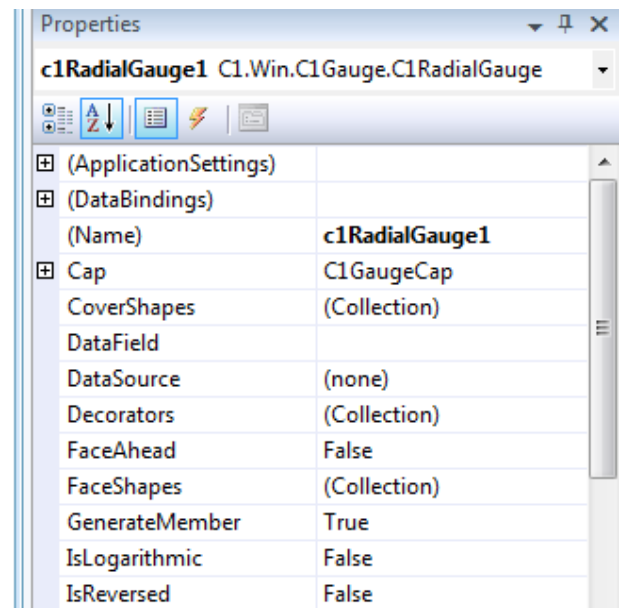 Properties
c1RadialGauge1 C1.Win.C1Gauge.C1RadialGauge
A Z
(ApplicationSettings)
(DataBindings)
(Name) c1RadialGauge1
Cap C1GaugeCap
CoverShapes (Collection)
DataField
DataSource (none)
Decorators (Collection)
FaceAhead False
FaceShapes (Collection)
GenerateMember True
IsLogarithmic False
IsReversed False